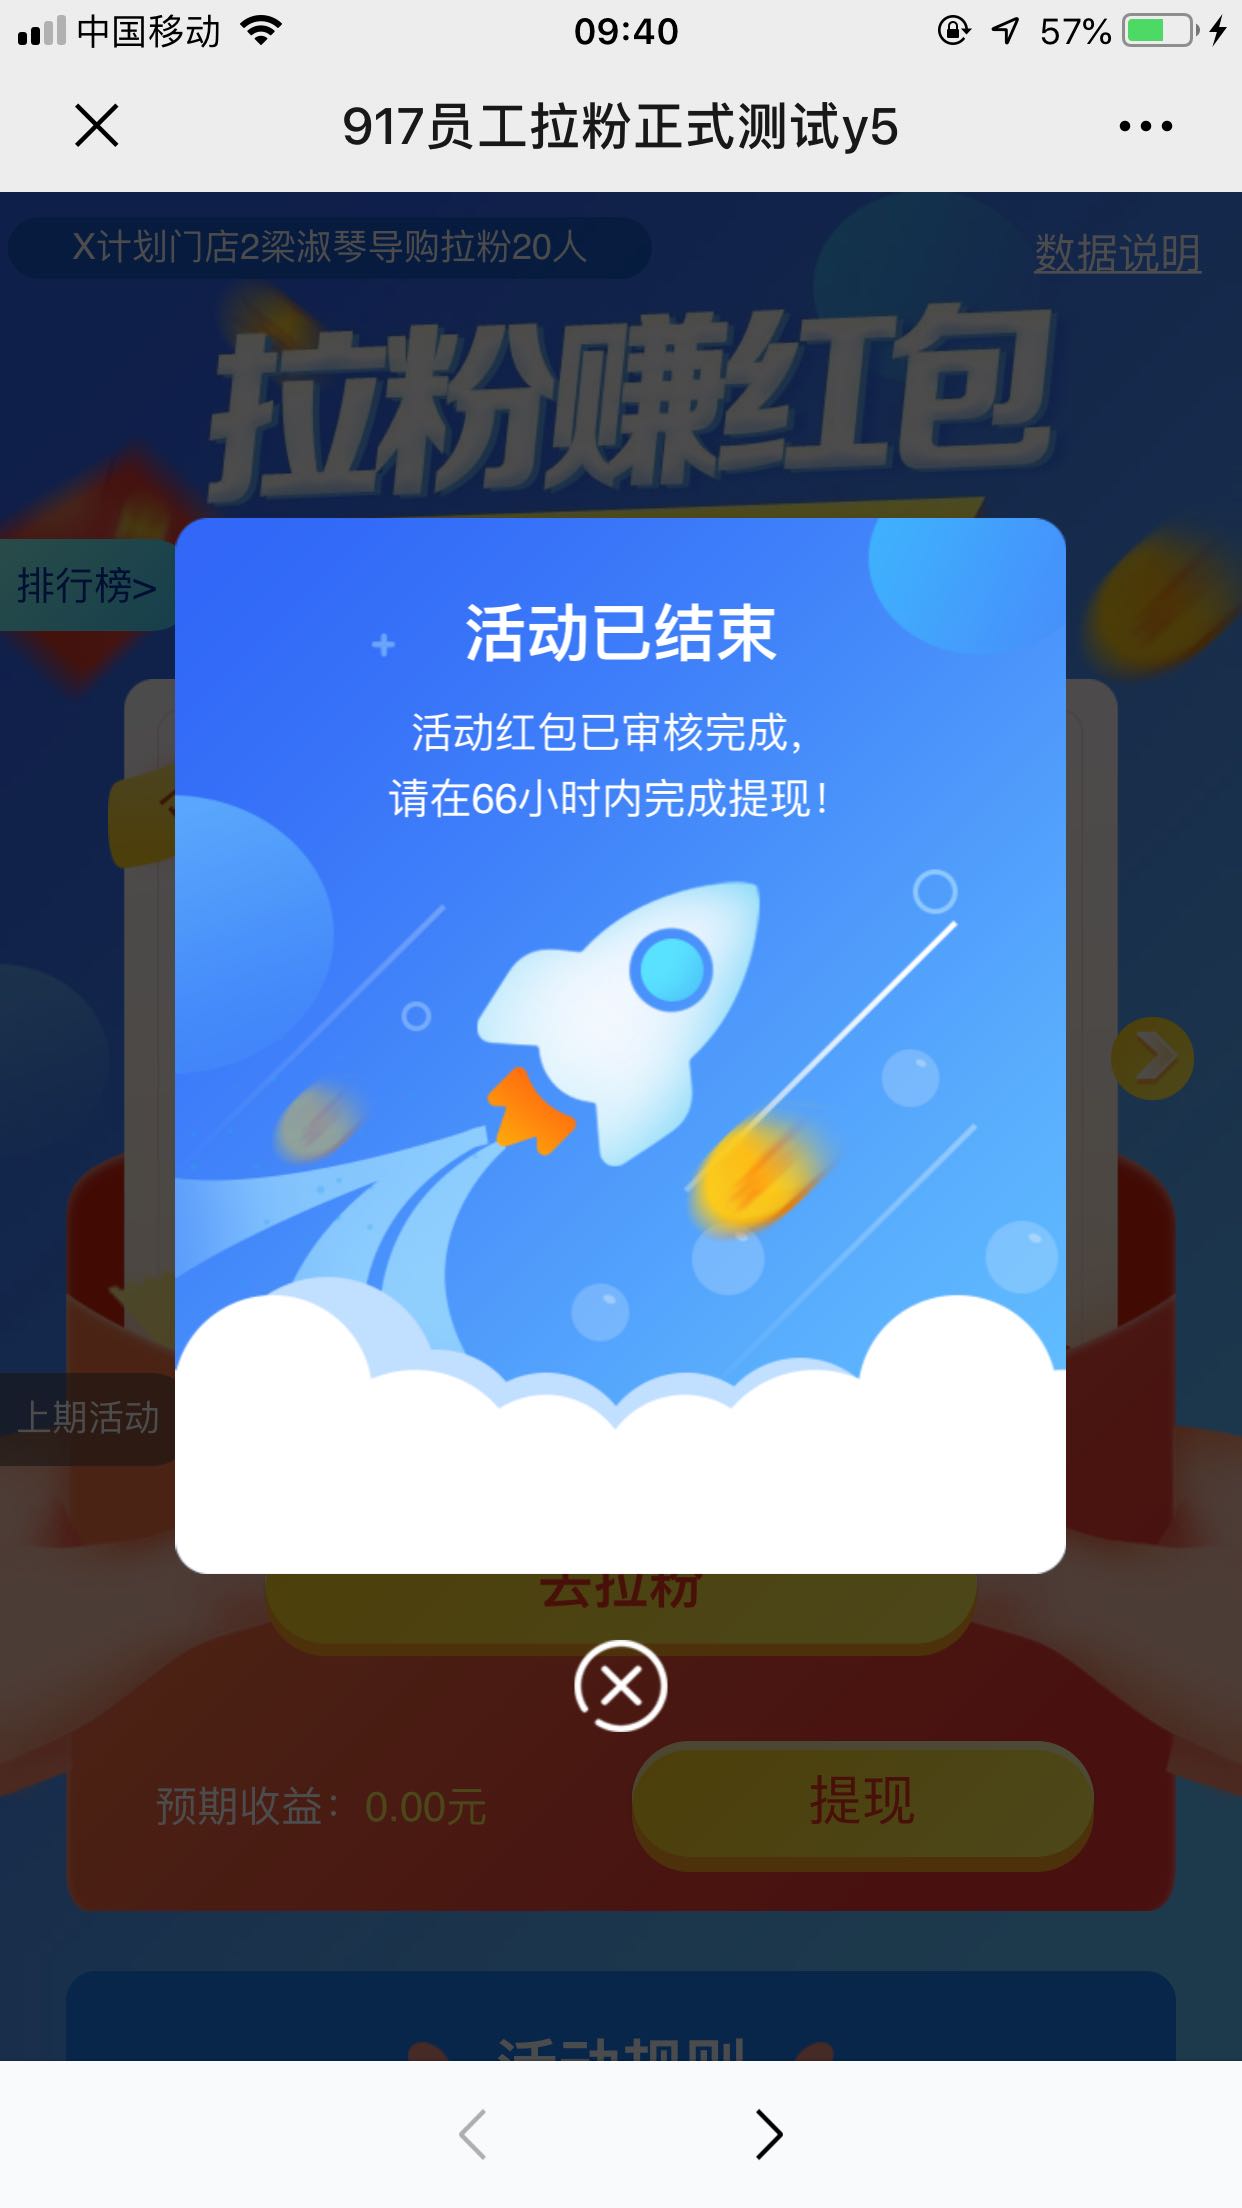 中国移动
09:40
57%
917员工拉粉正式测试y5
X计划门店2梁淑琴导购拉粉20人
数据说明
拉粉赚红包
排行榜>
活动已结束
活动红包已审核完成,
请在66小时内完成提现!
上期活动
去拉粉
预期收益: 0.00元
提现
活动规则